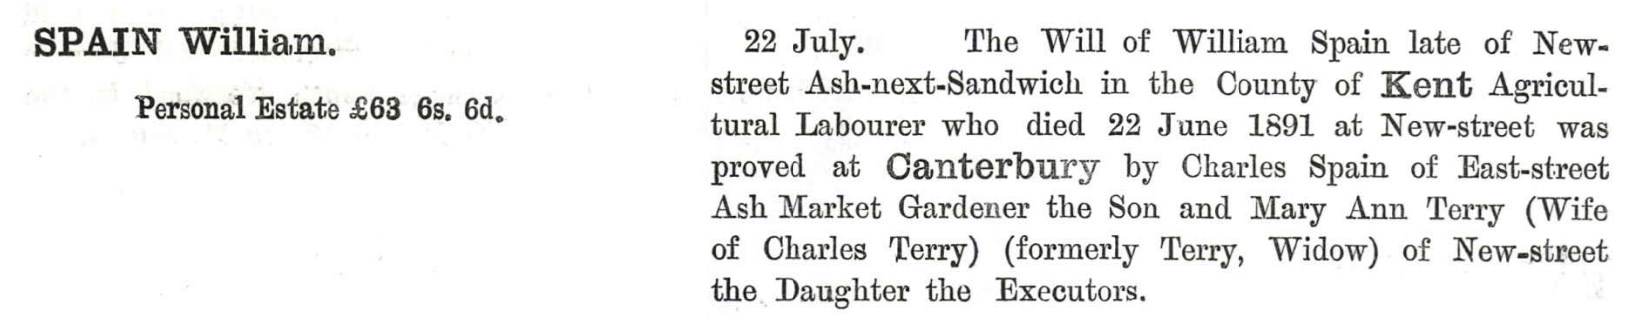 SPAIN William.
Personal Estate £63 6s. 6d.
22 July. The Will of William Spain late of New-
street Ash-next-Sandwich in the County of Kent Agricul-
tural Labourer who died 22 June 1891 at New-street was
proved at Canterbury by Charles Spain of East-street
Ash Market Gardener the Son and Mary Ann Terry (Wife
of Charles Terry) (formerly Terry, Widow) of New-street
the Daughter the Executors.